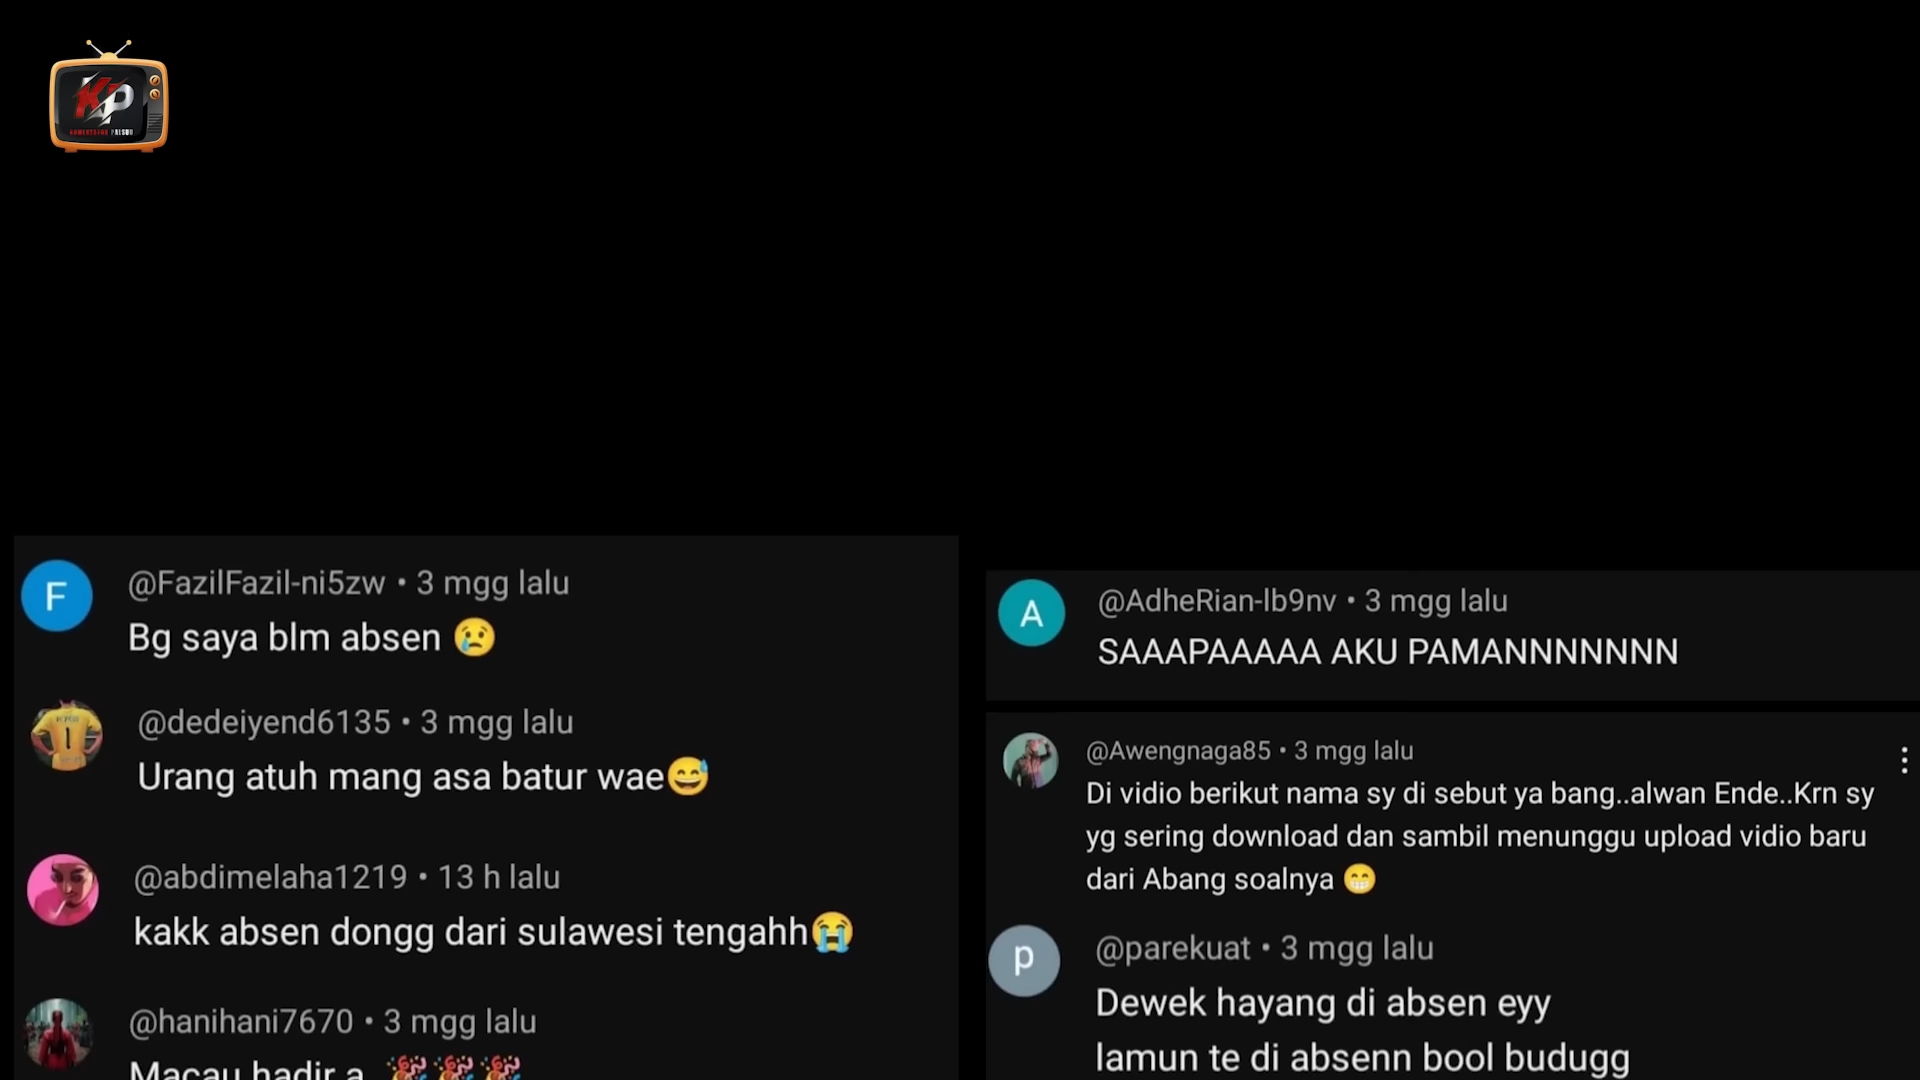 KP
@FazilFazil-ni5zw • 3 mgg lalu
Bg saya blm absen 😢
@dedeiyend6135 • 3 mgg lalu
Urang atuh mang asa batur wae😅
@abdimelaha1219 • 13 h lalu
kakk absen dongg dari sulawesi tengahh😭
@hanihani7670 • 3 mgg lalu
Macau hadir a 🎉🎉🎉
@AdheRian-lb9nv • 3 mgg lalu
SAAAPAAAAA AKU PAMANNNNNNN
@Awengnaga85 • 3 mgg lalu
Di vidio berikut nama sy di sebut ya bang..alwan Ende..Krn sy
yg sering download dan sambil menunggu upload vidio baru
dari Abang soalnya 😁
@parekuat • 3 mgg lalu
Dewek hayang di absen eyy
lamun te di absenn bool budugg